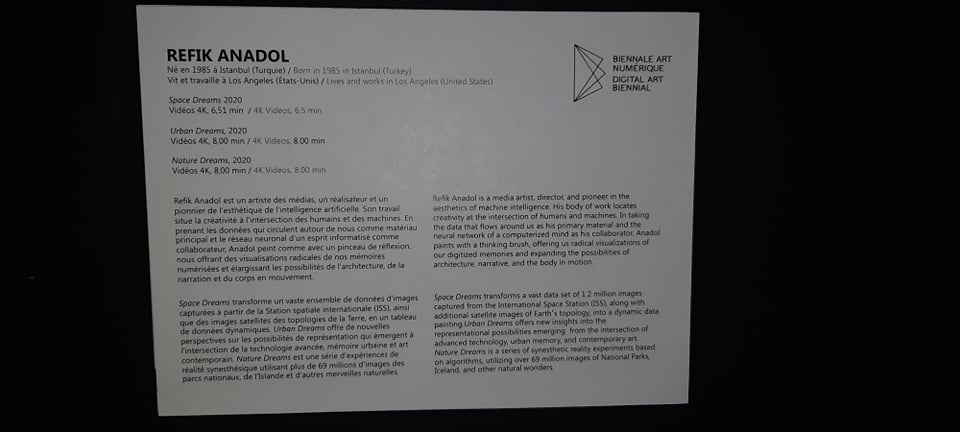 REFIK ANADOL
Né en 1985 à Istanbul (Turquie) / Born in 1985 in Istanbul (Turkey)
Vit et travaille à Los Angeles (États-Unis) / Lives and works in Los Angeles (United States)
BIENNALE ART
NUMÉRIQUE
DIGITAL ART
BIENNIAL
Space Dreams 2020
Vidéos 4K, 6,51 min / 4K Videos, 6.5 min
Urban Dreams, 2020
Vidéos 4K, 8,00 min / 4K Videos, 8.00 min
Nature Dreams, 2020
Vidéos 4K, 8,00 min / 4K Videos, 8.00 min
Refik Anadol est un artiste des médias, un réalisateur et un
pionnier de l'esthétique de l'intelligence artificielle. Son travail
situe la créativité à l'intersection des humains et des machines. En
prenant les données qui circulent autour de nous comme matériau
principal et le réseau neuronal d'un esprit informatisé comme
collaborateur, Anadol peint comme avec un pinceau de réflexion,
nous offrant des visualisations radicales de nos mémoires
numérisées et élargissant les possibilités de l'architecture, de la
narration et du corps en mouvement.
Space Dreams transforme un vaste ensemble de données d'images
capturées à partir de la Station spatiale internationale (ISS), ainsi
que des images satellites des topologies de la Terre, en un tableau
de données dynamiques. Urban Dreams offre de nouvelles
perspectives sur les possibilités de représentation qui émergent à
l'intersection de la technologie avancée, mémoire urbaine et art
contemporain. Nature Dreams est une série d'expériences de
réalité synesthésique utilisant plus de 69 millions d'images des
parcs nationaux, de l'Islande et d'autres merveilles naturelles.
Refik Anadol is a media artist, director, and pioneer in the
aesthetics of machine intelligence. His body of work locates
creativity at the intersection of humans and machines. In taking
the data that flows around us as his primary material and the
neural network of a computerized mind as his collaborator, Anadol
paints with a thinking brush, offering us radical visualizations of
our digitized memories and expanding the possibilities of
architecture, narrative, and the body in motion.
Space Dreams transforms a vast data set of 1.2 million images
captured from the International Space Station (ISS), along with
additional satellite images of Earth's topology, into a dynamic data
painting.Urban Dreams offers new insights into the
representational possibilities emerging from the intersection of
advanced technology, urban memory, and contemporary art.
Nature Dreams is a series of synesthetic reality experiments based
on algorithms, utilizing over 69 million images of National Parks,
Iceland, and other natural wonders.